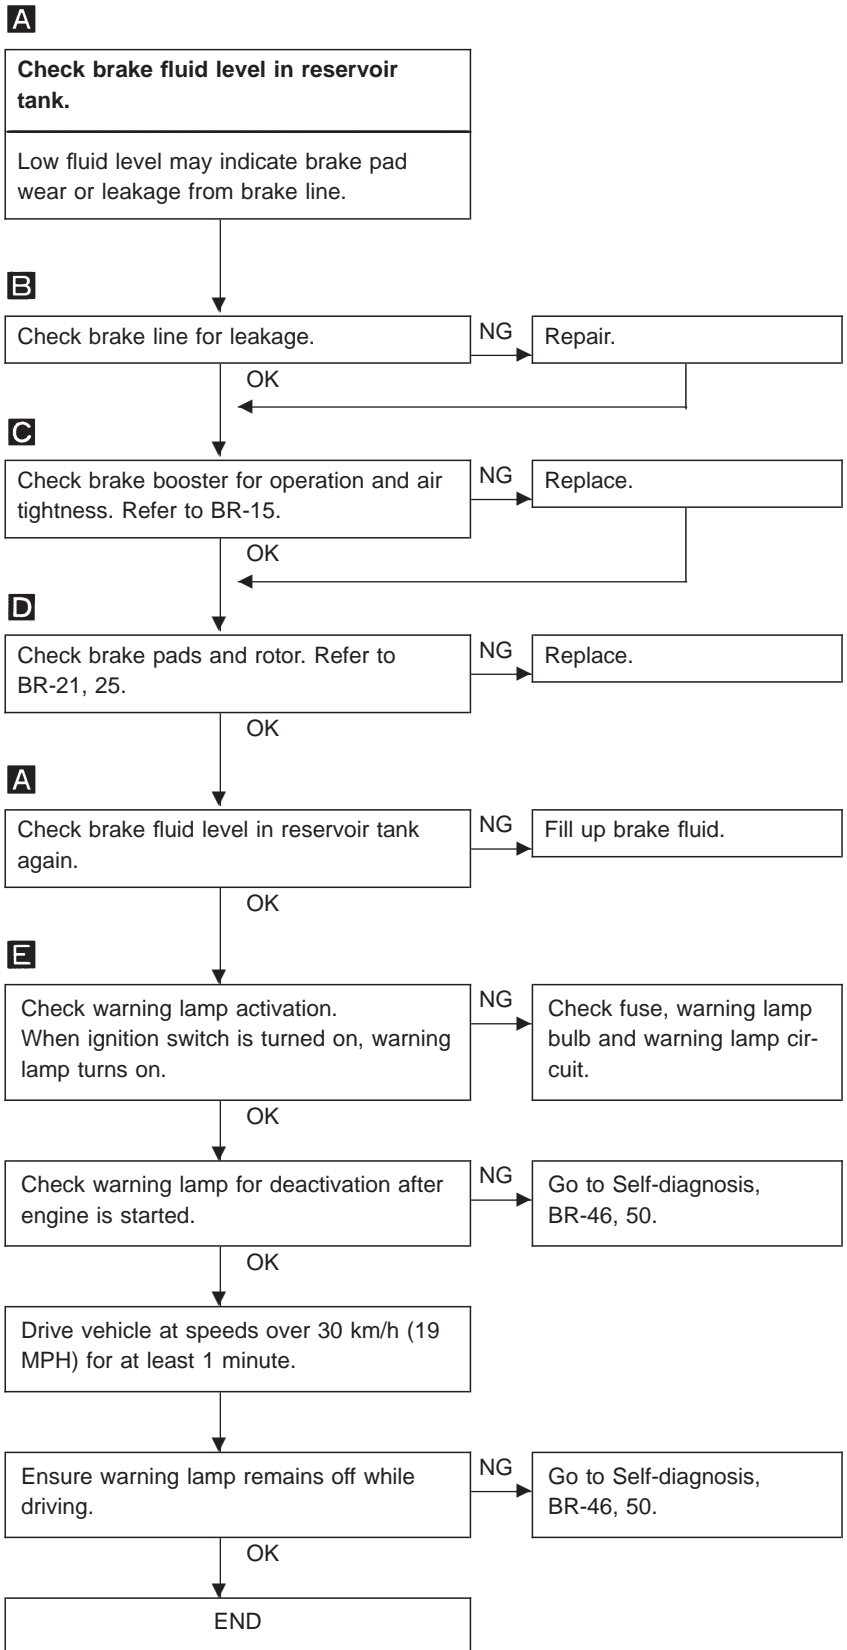 A
Check brake fluid level in reservoir
tank.
Low fluid level may indicate brake pad
wear or leakage from brake line.
B
Check brake line for leakage.
NG
Repair.
OK
C
Check brake booster for operation and air
tightness. Refer to BR-15.
NG
Replace.
OK
D
Check brake pads and rotor. Refer to
BR-21, 25.
NG
Replace.
OK
A
Check brake fluid level in reservoir tank
again.
NG
Fill up brake fluid.
OK
E
Check warning lamp activation.
When ignition switch is turned on, warning
lamp turns on.
NG
Check fuse, warning lamp
bulb and warning lamp cir-
cuit.
OK
Check warning lamp for deactivation after
engine is started.
NG
Go to Self-diagnosis,
BR-46, 50.
OK
Drive vehicle at speeds over 30 km/h (19
MPH) for at least 1 minute.
Ensure warning lamp remains off while
driving.
NG
Go to Self-diagnosis,
BR-46, 50.
OK
END